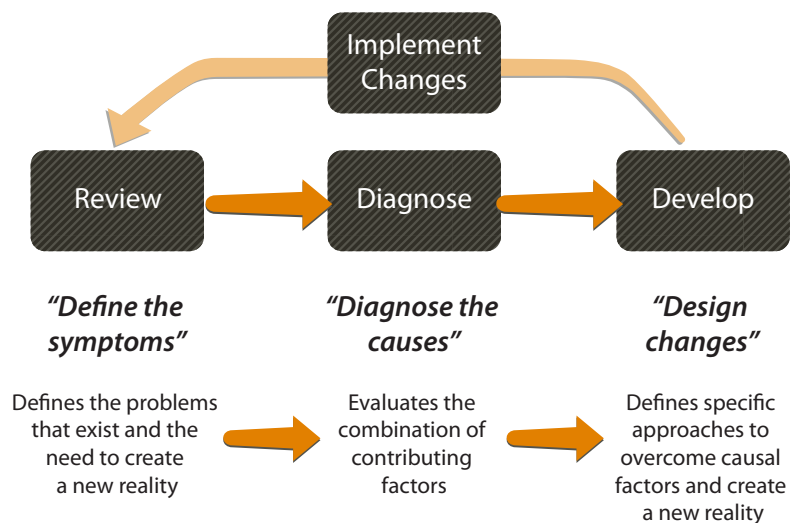 Implement
Changes
Review
Diagnose
Develop
“Define the
symptoms”
“Diagnose the
causes”
“Design
changes”
Defines the problems
that exist and the
need to create
a new reality
Evaluates the
combination of
contributing
factors
Defines specific
approaches to
overcome causal
factors and create
a new reality